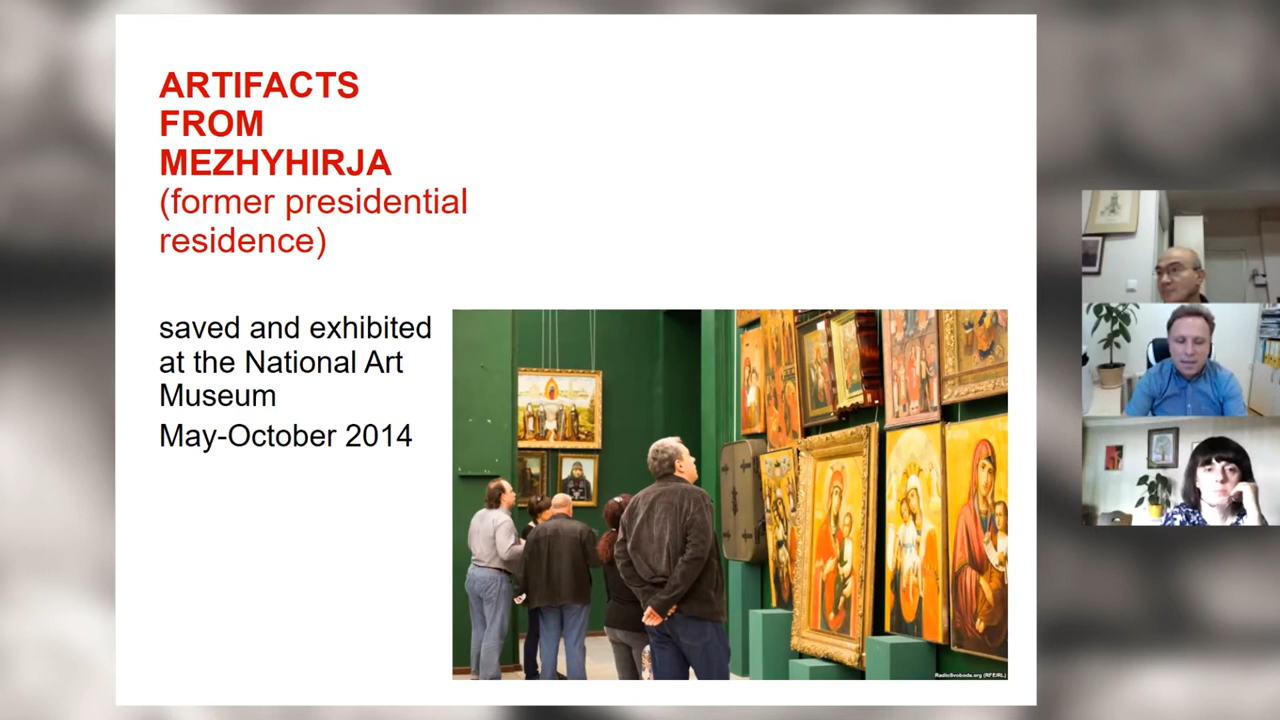 ARTIFACTS
FROM
MEZHYHIRJA
(former presidential
residence)
saved and exhibited
at the National Art
Museum
May-October 2014
RadioSvoboda.org (RFE/RL)